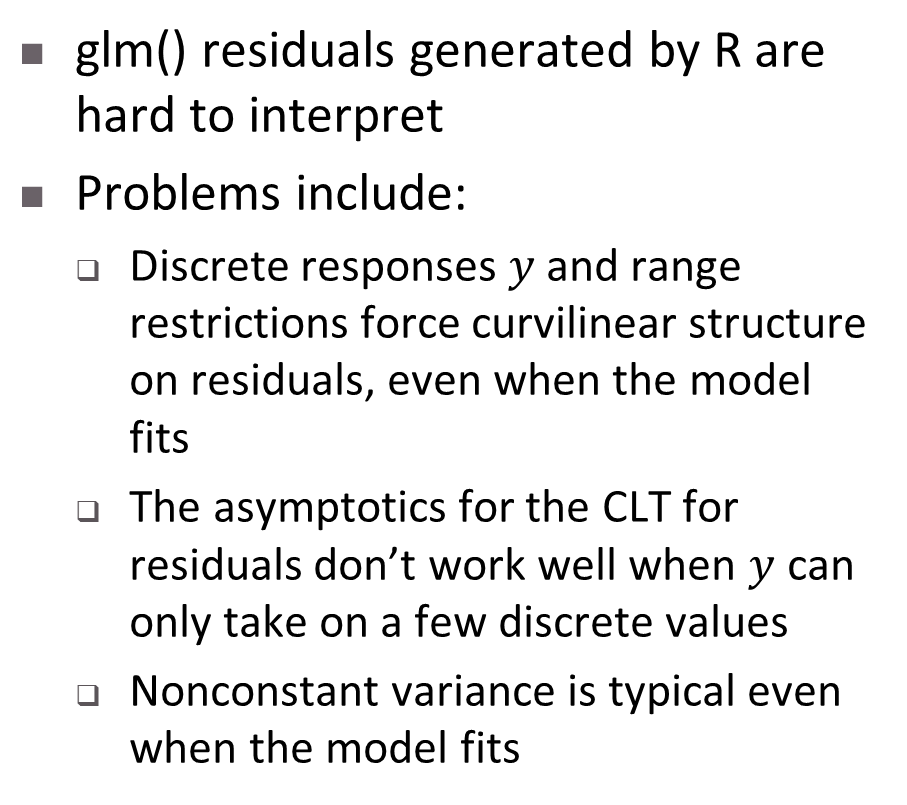 ■ glm() residuals generated by R are
hard to interpret
■ Problems include:
❑ Discrete responses 𝑦 and range
restrictions force curvilinear structure
on residuals, even when the model
fits
❑ The asymptotics for the CLT for
residuals don’t work well when 𝑦 can
only take on a few discrete values
❑ Nonconstant variance is typical even
when the model fits